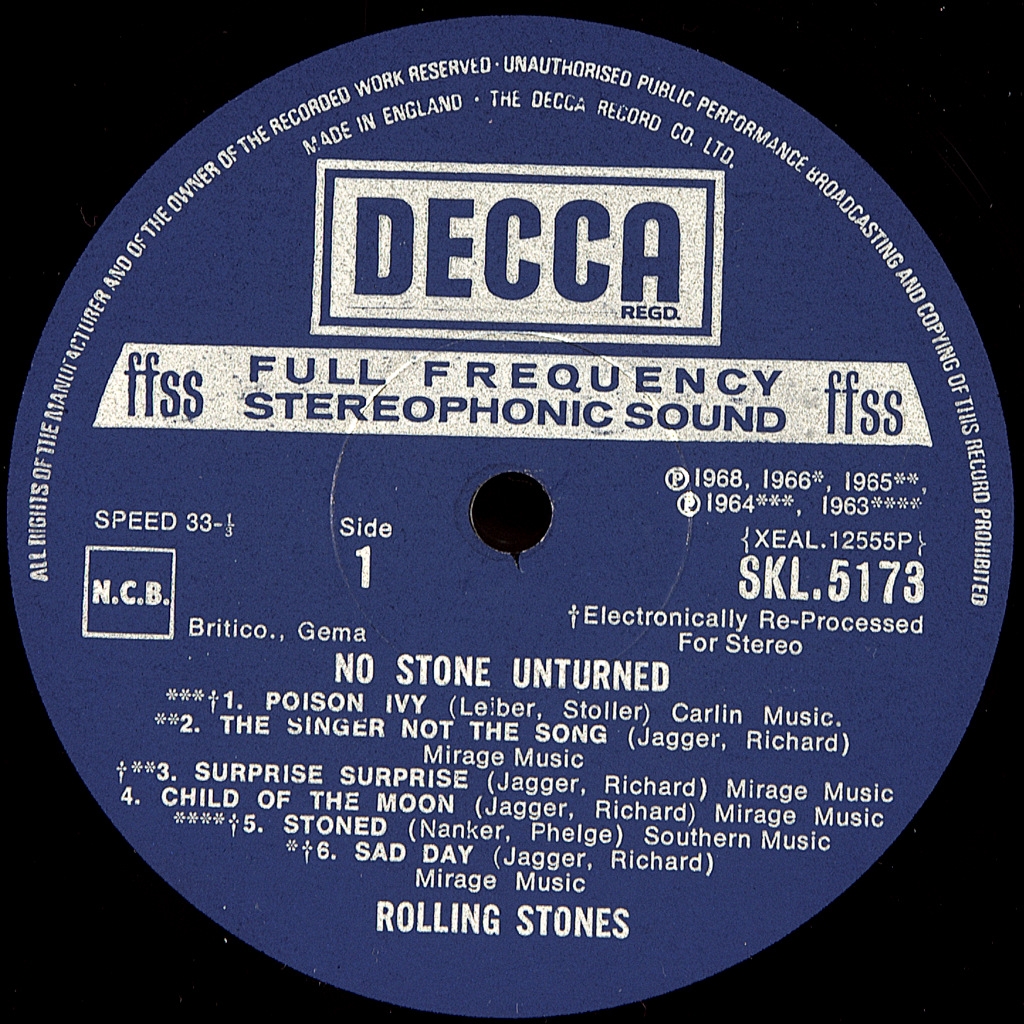 ALL RIGHTS OF THE MANUFACTURER AND OF THE OWNER OF THE RECORDED WORK RESERVED · UNAUTHORISED PUBLIC PERFORMANCE BROADCASTING AND COPYING OF THIS RECORD PROHIBITED
MADE IN ENGLAND · THE DECCA RECORD CO. LTD.
DECCA
REGD.
ffss FULL FREQUENCY STEREOPHONIC SOUND ffss
℗1968, 1966*, 1965**,
℗1964***, 1963****
SPEED 33-⅓
Side
1
{XEAL.12555P}
SKL.5173
N.C.B.
Britico., Gema
†Electronically Re-Processed
For Stereo
NO STONE UNTURNED
***†1. POISON IVY (Leiber, Stoller) Carlin Music.
**2. THE SINGER NOT THE SONG (Jagger, Richard)
Mirage Music
†**3. SURPRISE SURPRISE (Jagger, Richard) Mirage Music
4. CHILD OF THE MOON (Jagger, Richard) Mirage Music
****†5. STONED (Nanker, Phelge) Southern Music
*†6. SAD DAY (Jagger, Richard)
Mirage Music
ROLLING STONES